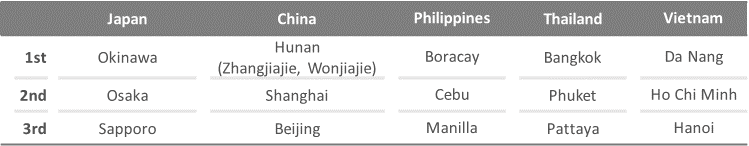 Japan China Philippines Thailand Vietnam
1st Okinawa Hunan (Zhangjiajie, Wonjiajie) Boracay Bangkok Da Nang
2nd Osaka Shanghai Cebu Phuket Ho Chi Minh
3rd Sapporo Beijing Manilla Pattaya Hanoi